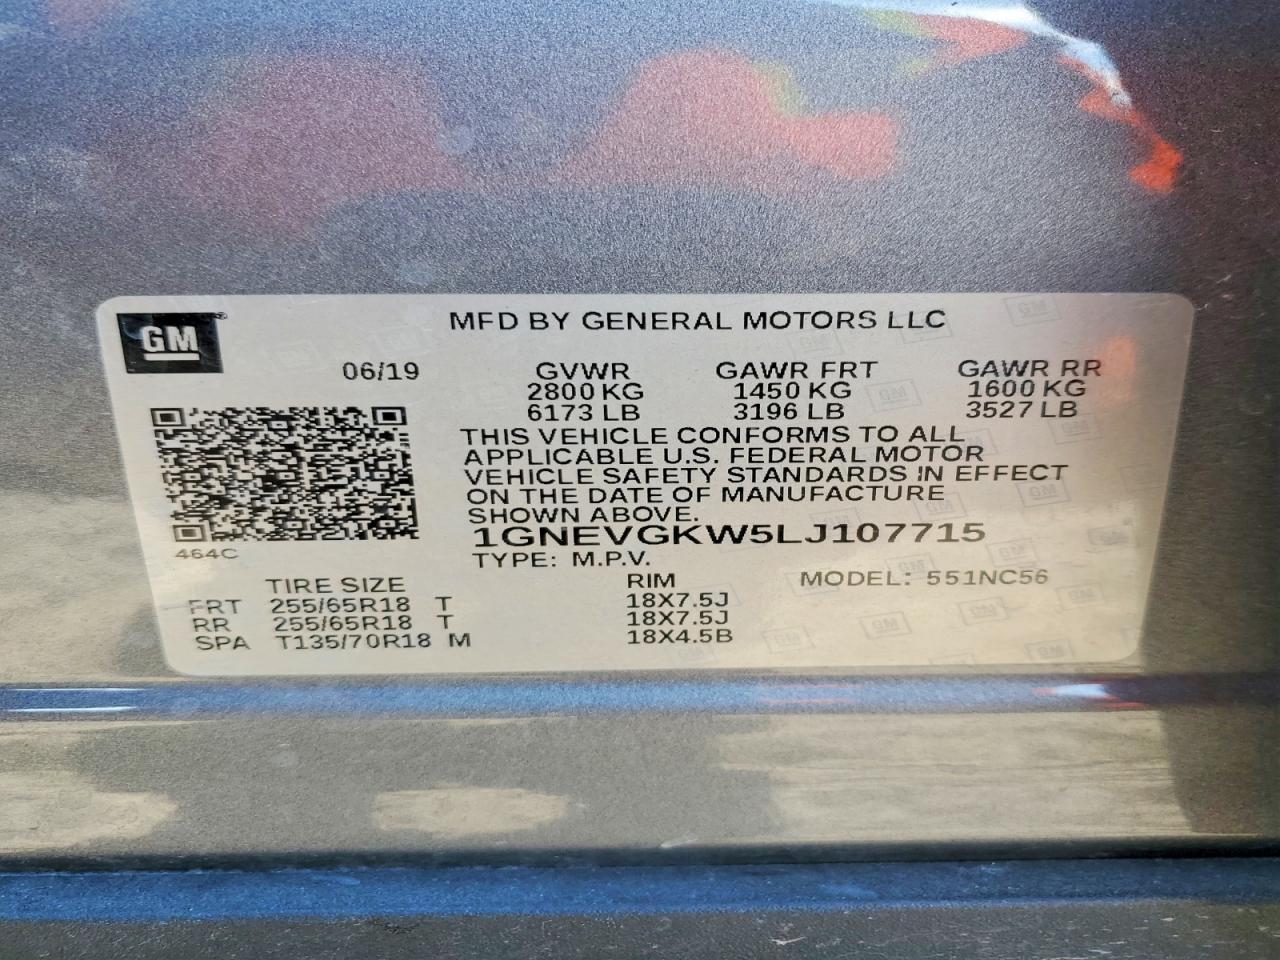 GM
MFD BY GENERAL MOTORS LLC
06/19
GVWR GAWR FRT GAWR RR
2800 KG 1450 KG 1600 KG
6173 LB 3196 LB 3527 LB
THIS VEHICLE CONFORMS TO ALL
APPLICABLE U.S. FEDERAL MOTOR
VEHICLE SAFETY STANDARDS IN EFFECT
ON THE DATE OF MANUFACTURE
SHOWN ABOVE.
1GNEVGKW5LJ107715
464C
TYPE: M.P.V.
TIRE SIZE RIM MODEL: 551NC56
FRT 255/65R18 T 18X7.5J
RR 255/65R18 T 18X7.5J
SPA T135/70R18 M 18X4.5B